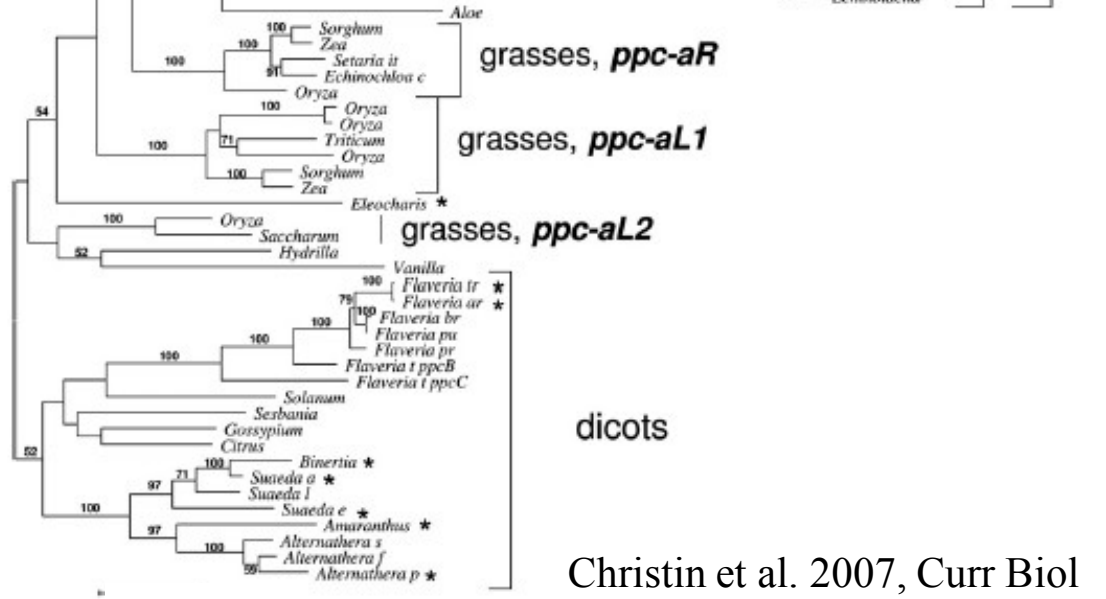 Aloe
100
Sorghum
Zea
100
Setaria it
91
Echinochloa c
100
Oryza
grasses, ppc-aR
54
100
Oryza
Oryza
71
Triticum
100
Oryza
100
Sorghum
Zea
grasses, ppc-aL1
Eleocharis *
100
Oryza
Saccharum
grasses, ppc-aL2
52
Hydrilla
Vanilla
100
Flaveria tr *
79
Flaveria ar *
100
Flaveria br
100
Flaveria pu
100
Flaveria pr
100
Flaveria t ppcB
Flaveria t ppcC
Solanum
Sesbania
Gossypium
Citrus
dicots
52
100
Binertia *
71
Suaeda a *
97
Suaeda l
100
Suaeda e *
97
Amaranthus *
100
Alternathera s
Alternathera f
59
Alternathera p *
Christin et al. 2007, Curr Biol